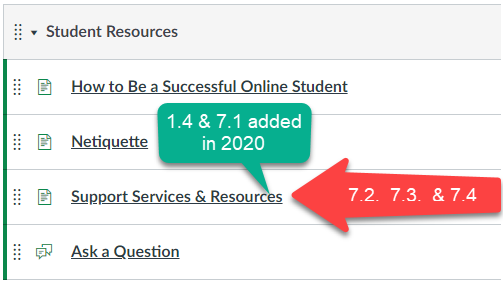 Student Resources
How to Be a Successful Online Student
1.4 & 7.1 added
in 2020
Netiquette
Support Services & Resources
7.2. 7.3. & 7.4
Ask a Question